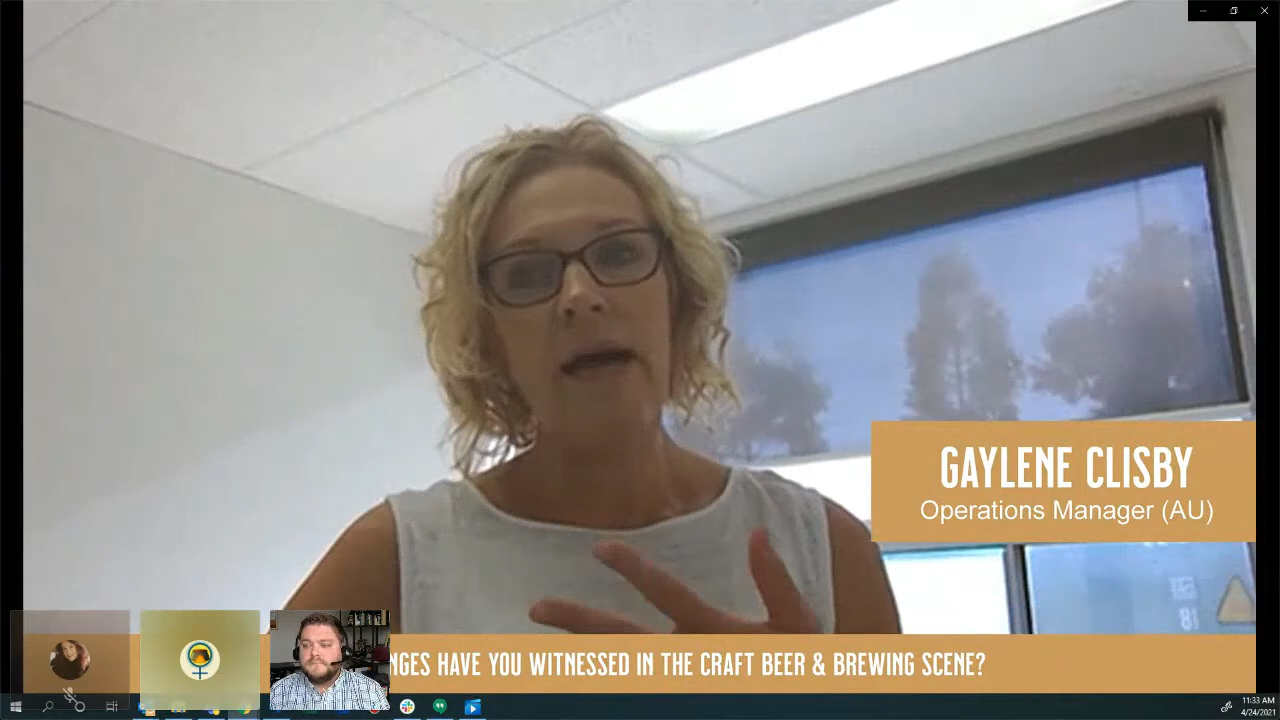 GAYLENE CLISBY
Operations Manager (AU)
NGES HAVE YOU WITNESSED IN THE CRAFT BEER & BREWING SCENE?
11:33 AM
4/24/2021